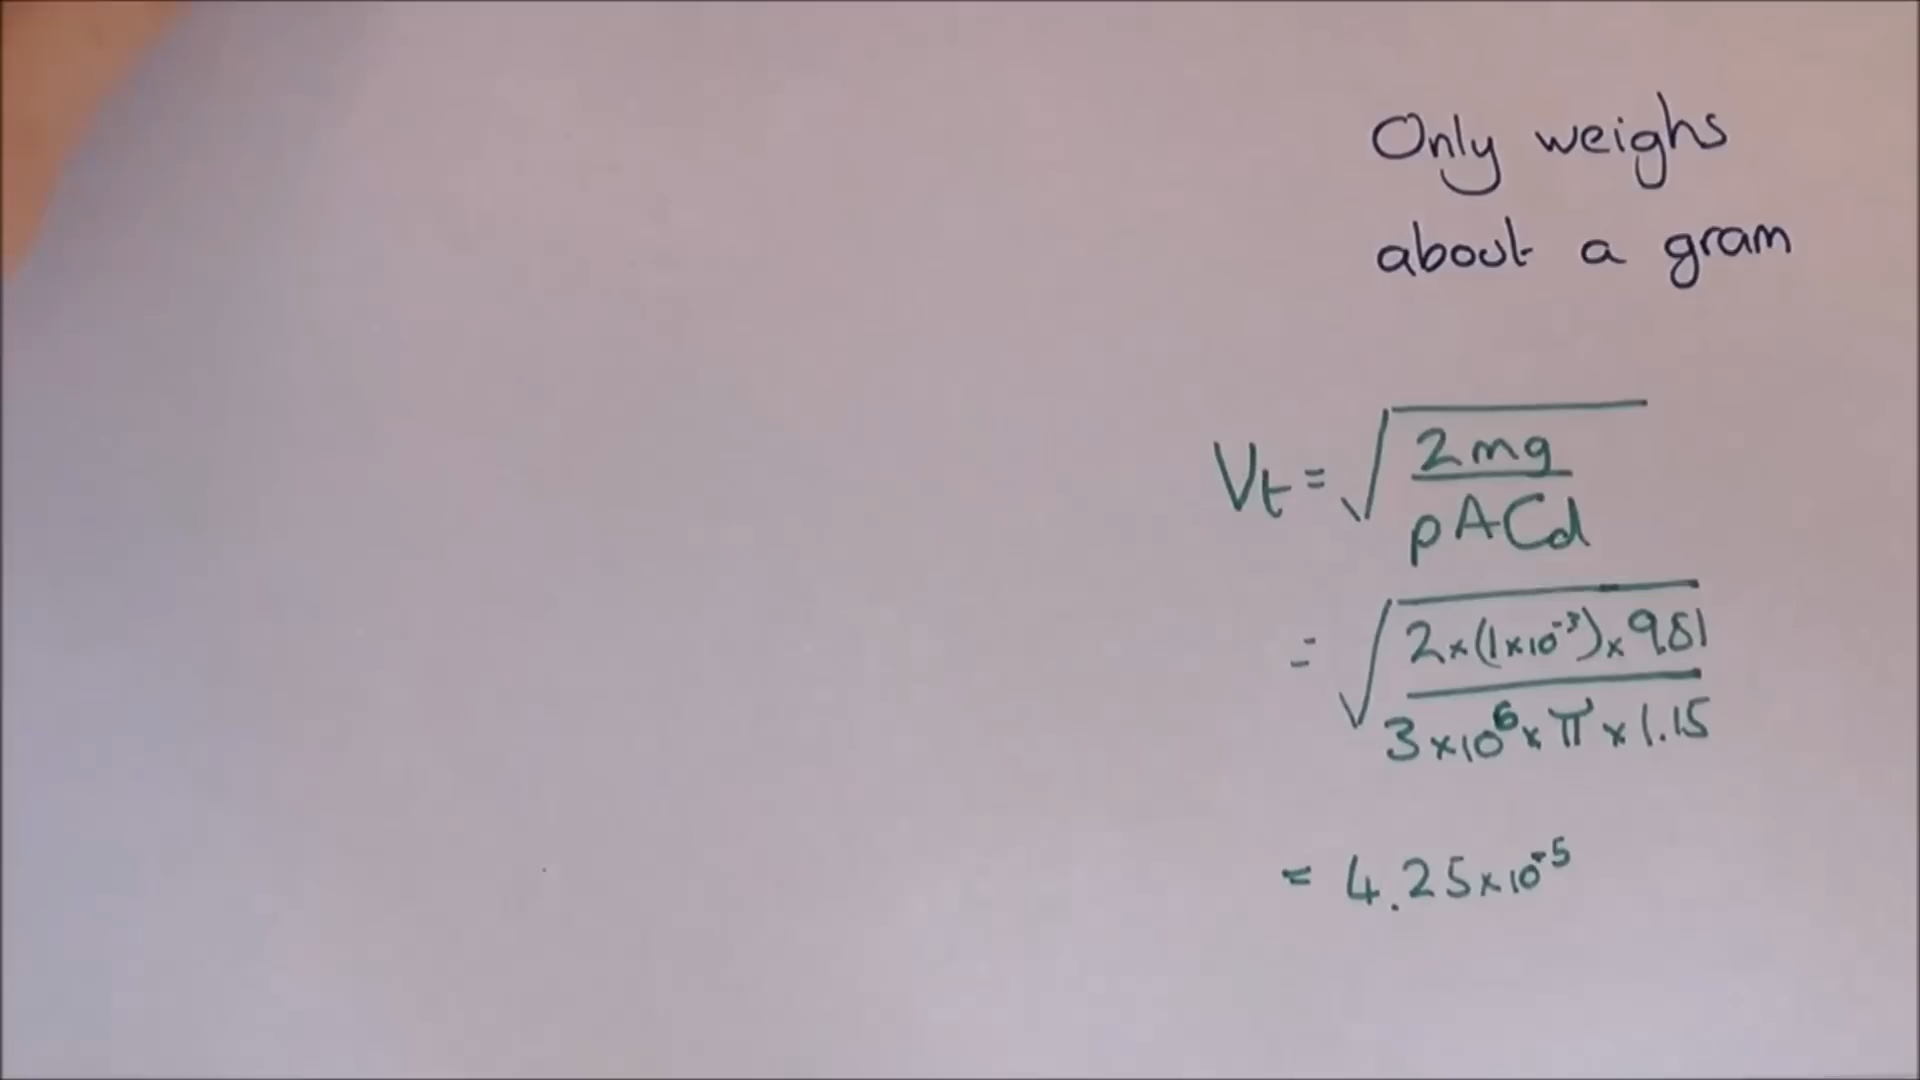 Only weighs
about a gram
Vt = √(2mg / ρACd)
= √(2×(1×10⁻³)×9.81 / 3×10⁶×π×1.15)
= 4.25×10⁻⁵